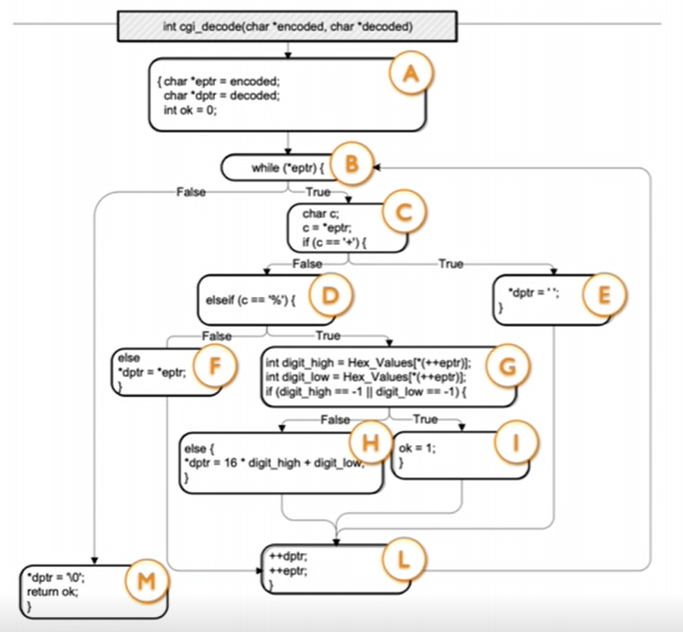 int cgi_decode(char *encoded, char *decoded)
A
{ char *eptr = encoded;
char *dptr = decoded;
int ok = 0;
while (*eptr) {
B
False
True
C
char c;
c = *eptr;
if (c == '+') {
False
True
elseif (c == '%') {
D
*dptr = ' ';
}
E
False
True
else
*dptr = *eptr;
}
F
int digit_high = Hex_Values[*(++eptr)];
int digit_low = Hex_Values[*(++eptr)];
if (digit_high == -1 || digit_low == -1) {
G
False
True
else {
*dptr = 16 * digit_high + digit_low;
}
H
ok = 1;
}
I
++dptr;
++eptr;
}
L
*dptr = '\0';
return ok;
}
M